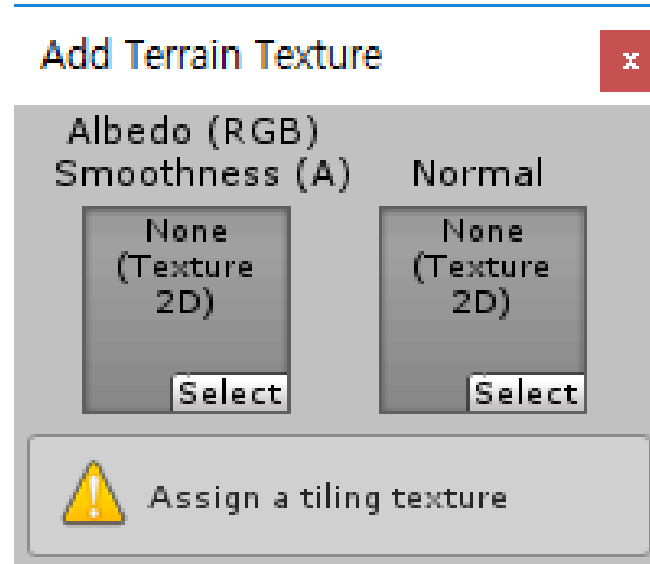 Add Terrain Texture
x
Albedo (RGB)
Smoothness (A)
Normal
None
(Texture
2D)
Select
None
(Texture
2D)
Select
Assign a tiling texture